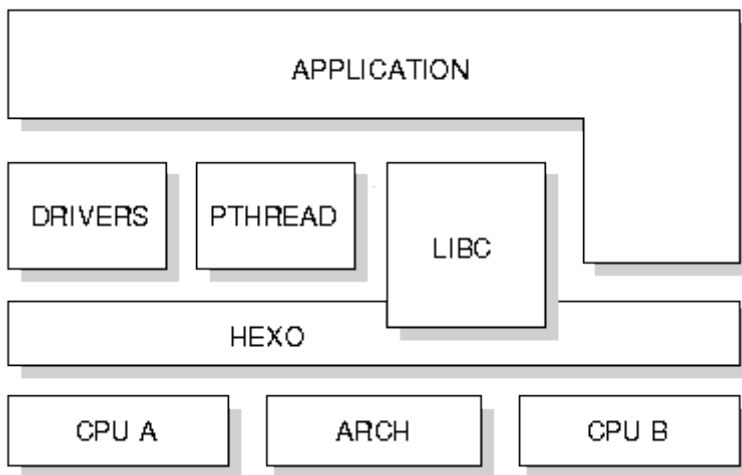 APPLICATION
DRIVERS
PTHREAD
LIBC
HEXO
CPU A
ARCH
CPU B